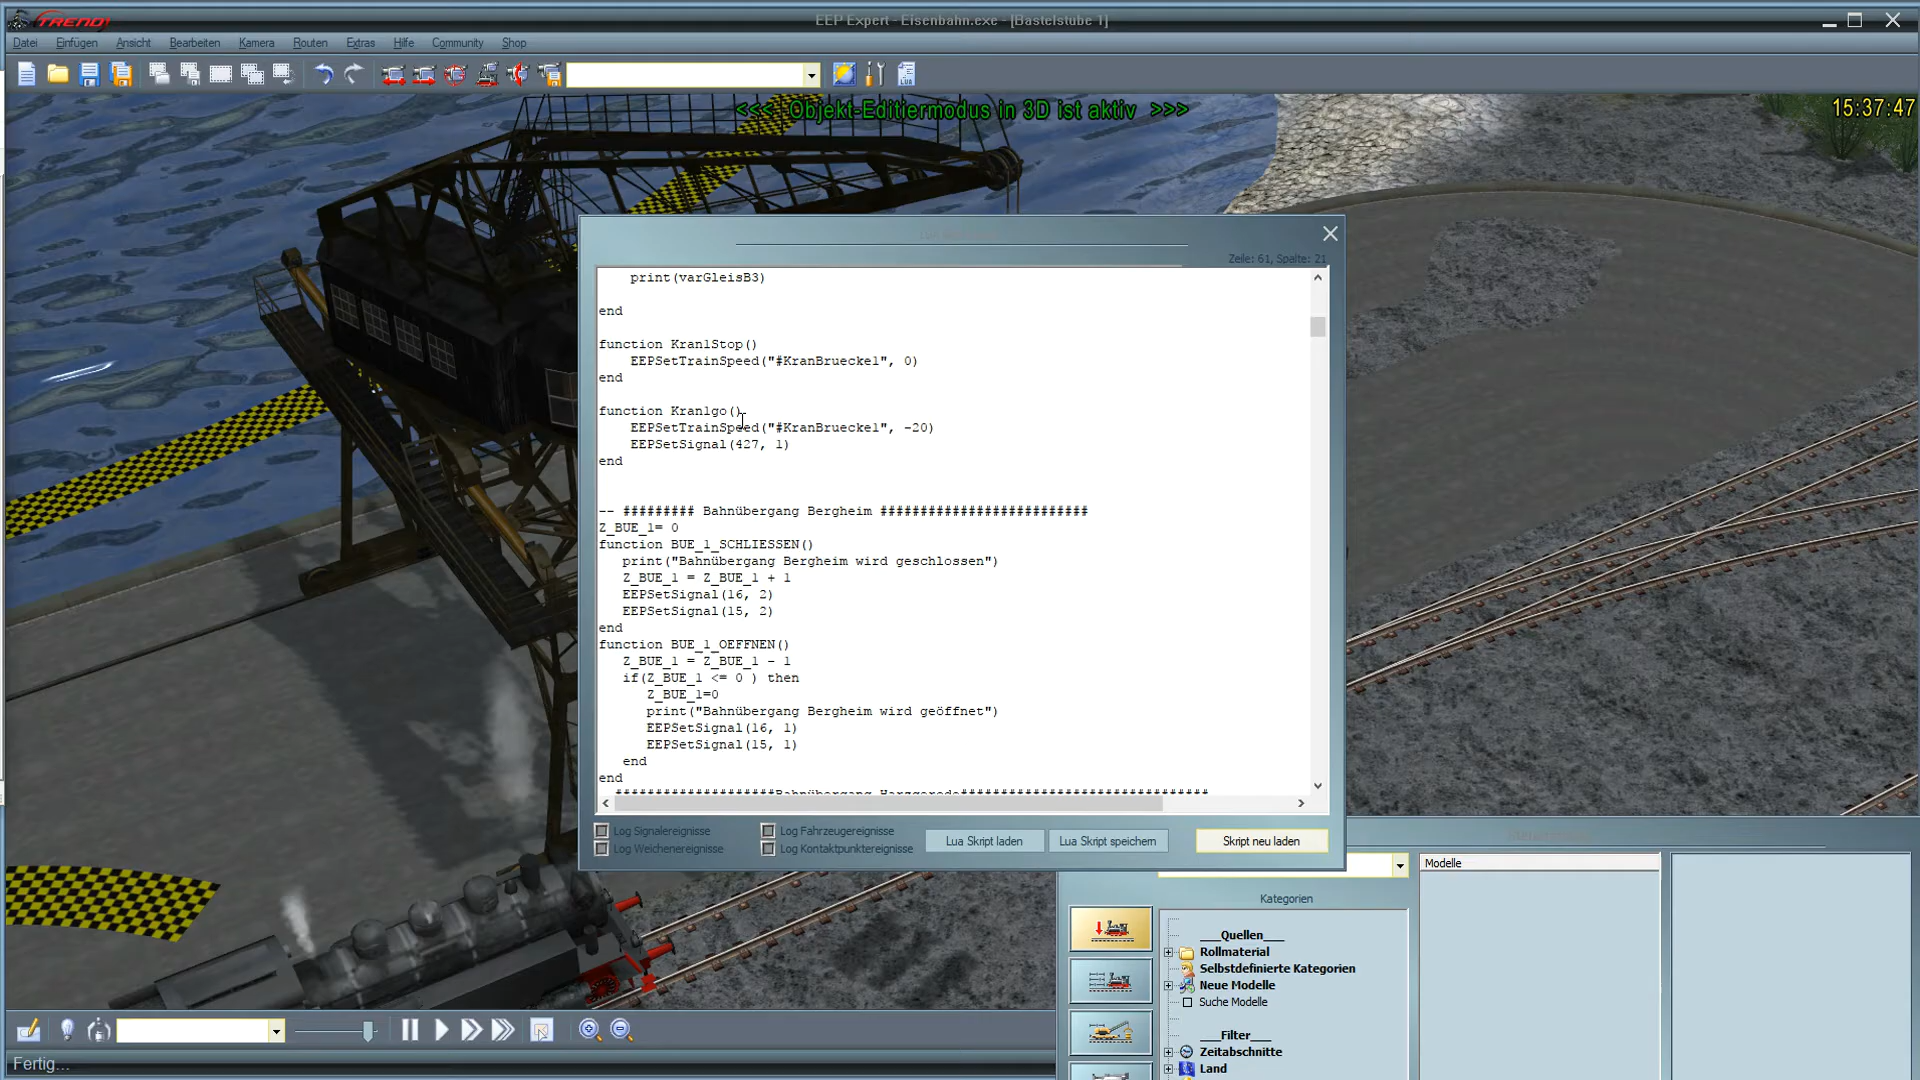 TREND
EEP Expert - Eisenbahn.exe - [Bastelstube 1]
Datei Einfügen Ansicht Bearbeiten Kamera Routen Extras Hilfe Community Shop
LUA
<<< Objekt-Editiermodus in 3D ist aktiv >>>
15:37:47
Zeile: 61, Spalte: 21
print(varGleisB3)
end
function Kran1Stop()
EEPSetTrainSpeed("#KranBruecke1", 0)
end
function Kran1go()
EEPSetTrainSpeed("#KranBruecke1", -20)
EEPSetSignal(427, 1)
end
-- ######### Bahnübergang Bergheim ##########################
Z_BUE_1= 0
function BUE_1_SCHLIESSEN()
print("Bahnübergang Bergheim wird geschlossen")
Z_BUE_1 = Z_BUE_1 + 1
EEPSetSignal(16, 2)
EEPSetSignal(15, 2)
end
function BUE_1_OEFFNEN()
Z_BUE_1 = Z_BUE_1 - 1
if(Z_BUE_1 <= 0 ) then
Z_BUE_1=0
print("Bahnübergang Bergheim wird geöffnet")
EEPSetSignal(16, 1)
EEPSetSignal(15, 1)
end
end
Log Signalereignisse
Log Fahrzeugereignisse
Log Weichenereignisse
Log Kontaktpunktereignisse
Lua Skript laden
Lua Skript speichern
Skript neu laden
Modelle
Kategorien
___Quellen___
Rollmaterial
Selbstdefinierte Kategorien
Neue Modelle
Suche Modelle
___Filter___
Zeitabschnitte
Land
Fertig...